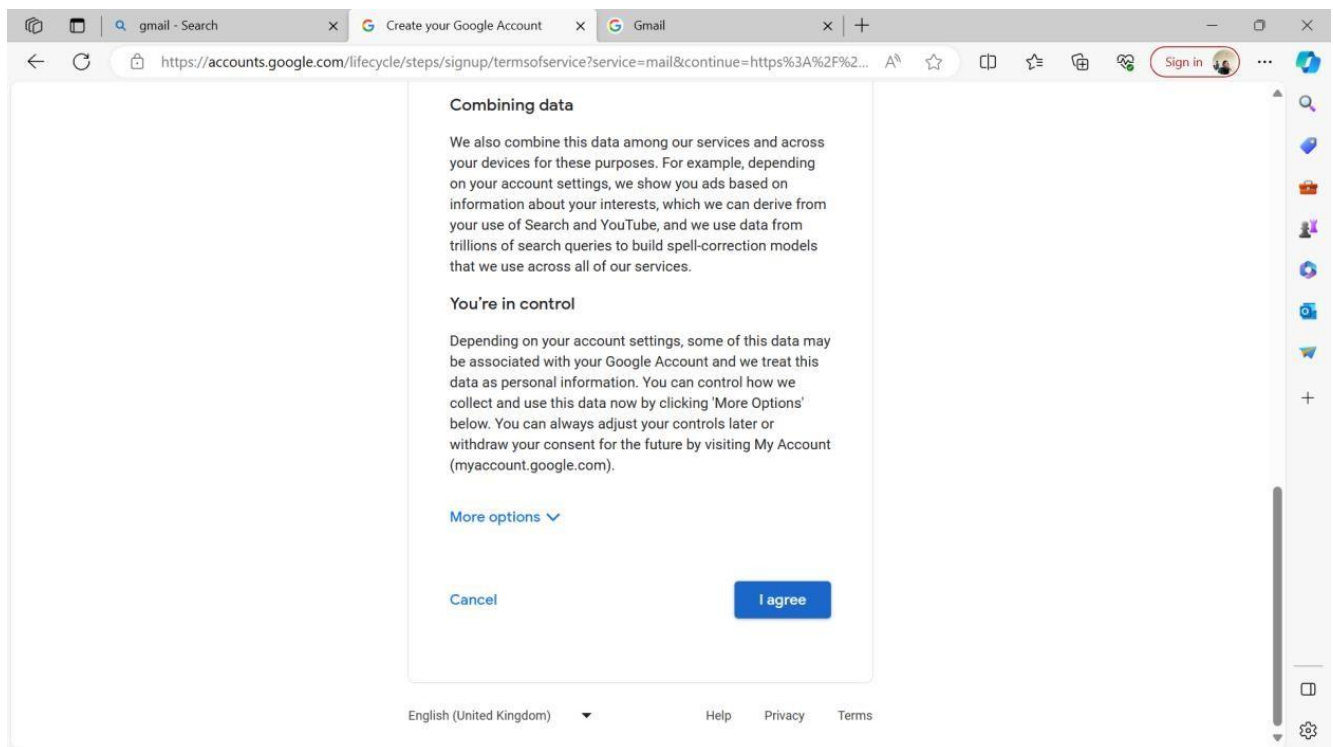 gmail - Search
Create your Google Account
Gmail
https://accounts.google.com/lifecycle/steps/signup/termsofservice?service=mail&continue=https%3A%2F%2...
Sign in
Combining data
We also combine this data among our services and across
your devices for these purposes. For example, depending
on your account settings, we show you ads based on
information about your interests, which we can derive from
your use of Search and YouTube, and we use data from
trillions of search queries to build spell-correction models
that we use across all of our services.
You're in control
Depending on your account settings, some of this data may
be associated with your Google Account and we treat this
data as personal information. You can control how we
collect and use this data now by clicking 'More Options'
below. You can always adjust your controls later or
withdraw your consent for the future by visiting My Account
(myaccount.google.com).
More options
Cancel
I agree
English (United Kingdom)
Help Privacy Terms